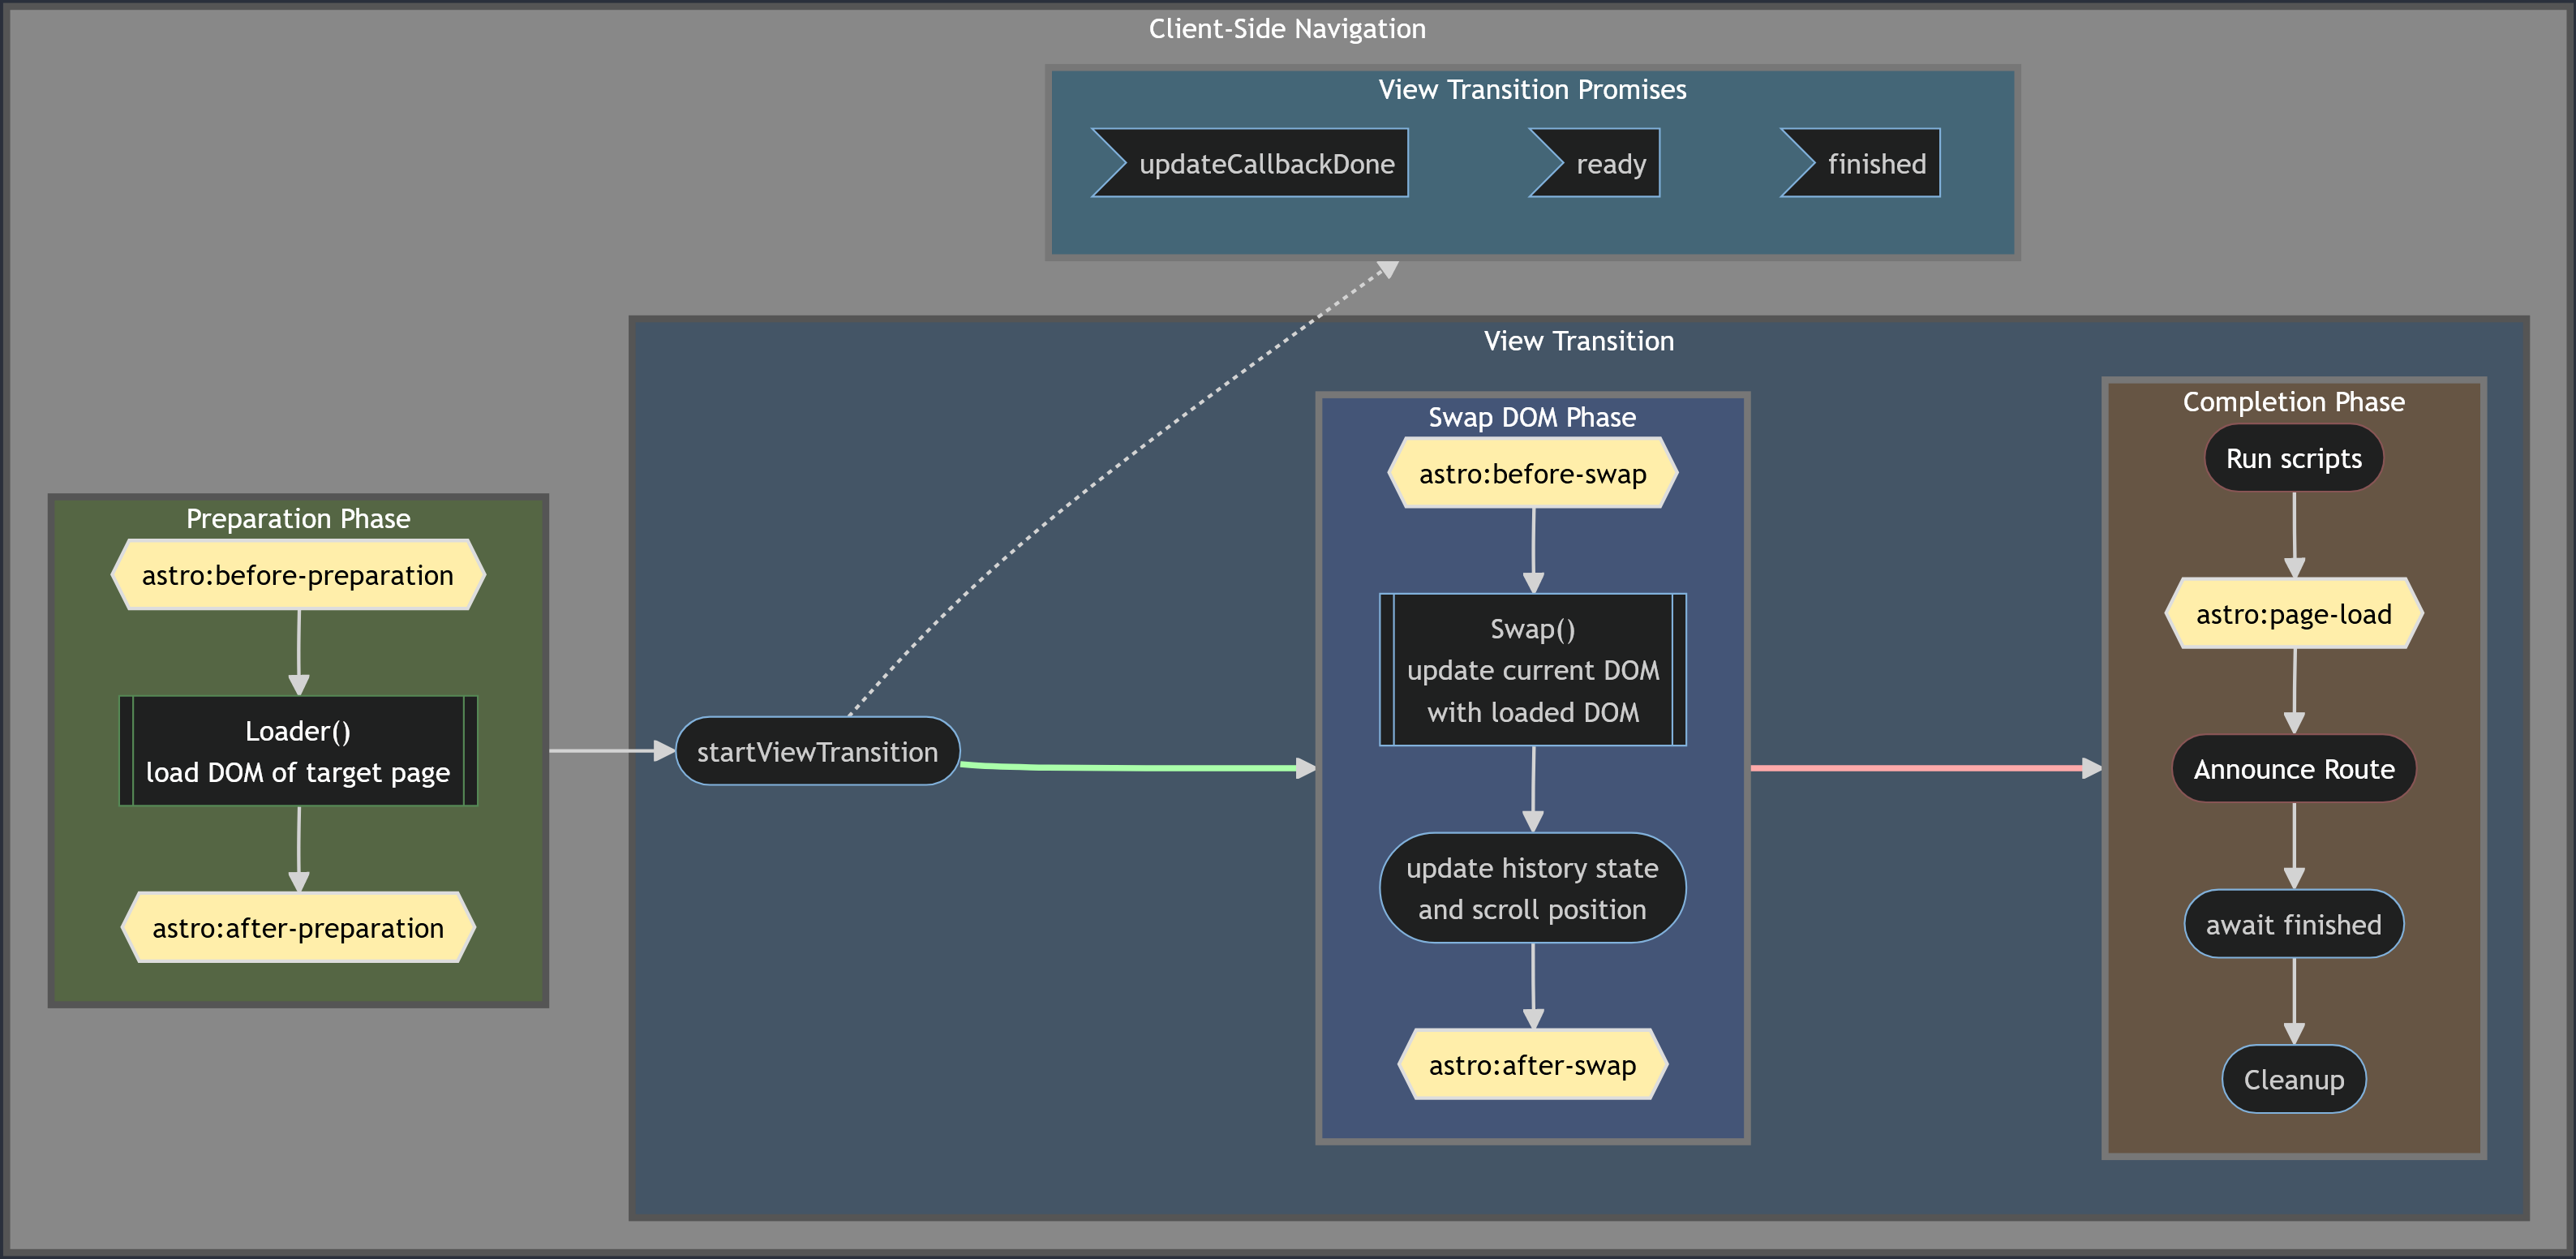 Client-Side Navigation
View Transition Promises
updateCallbackDone
ready
finished
View Transition
Preparation Phase
astro:before-preparation
Loader()
load DOM of target page
astro:after-preparation
startViewTransition
Swap DOM Phase
astro:before-swap
Swap()
update current DOM
with loaded DOM
update history state
and scroll position
astro:after-swap
Completion Phase
Run scripts
astro:page-load
Announce Route
await finished
Cleanup